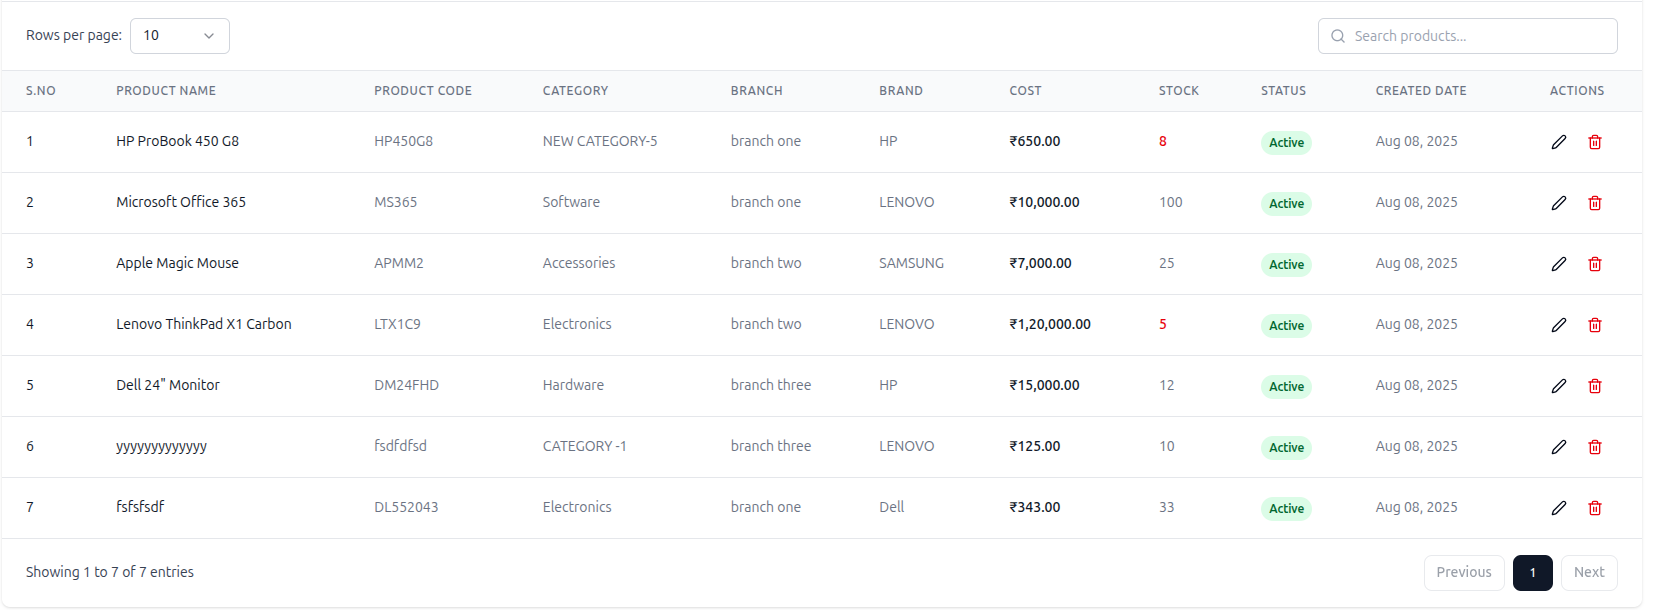 Rows per page: 10 Search products...
S.NO PRODUCT NAME PRODUCT CODE CATEGORY BRANCH BRAND COST STOCK STATUS CREATED DATE ACTIONS
1 HP ProBook 450 G8 HP450G8 NEW CATEGORY-5 branch one HP ₹650.00 8 Active Aug 08, 2025
2 Microsoft Office 365 MS365 Software branch one LENOVO ₹10,000.00 100 Active Aug 08, 2025
3 Apple Magic Mouse APMM2 Accessories branch two SAMSUNG ₹7,000.00 25 Active Aug 08, 2025
4 Lenovo ThinkPad X1 Carbon LTX1C9 Electronics branch two LENOVO ₹1,20,000.00 5 Active Aug 08, 2025
5 Dell 24" Monitor DM24FHD Hardware branch three HP ₹15,000.00 12 Active Aug 08, 2025
6 yyyyyyyyyyyyy fsdfdfsd CATEGORY -1 branch three LENOVO ₹125.00 10 Active Aug 08, 2025
7 fsfsfsdf DL552043 Electronics branch one Dell ₹343.00 33 Active Aug 08, 2025
Showing 1 to 7 of 7 entries Previous 1 Next